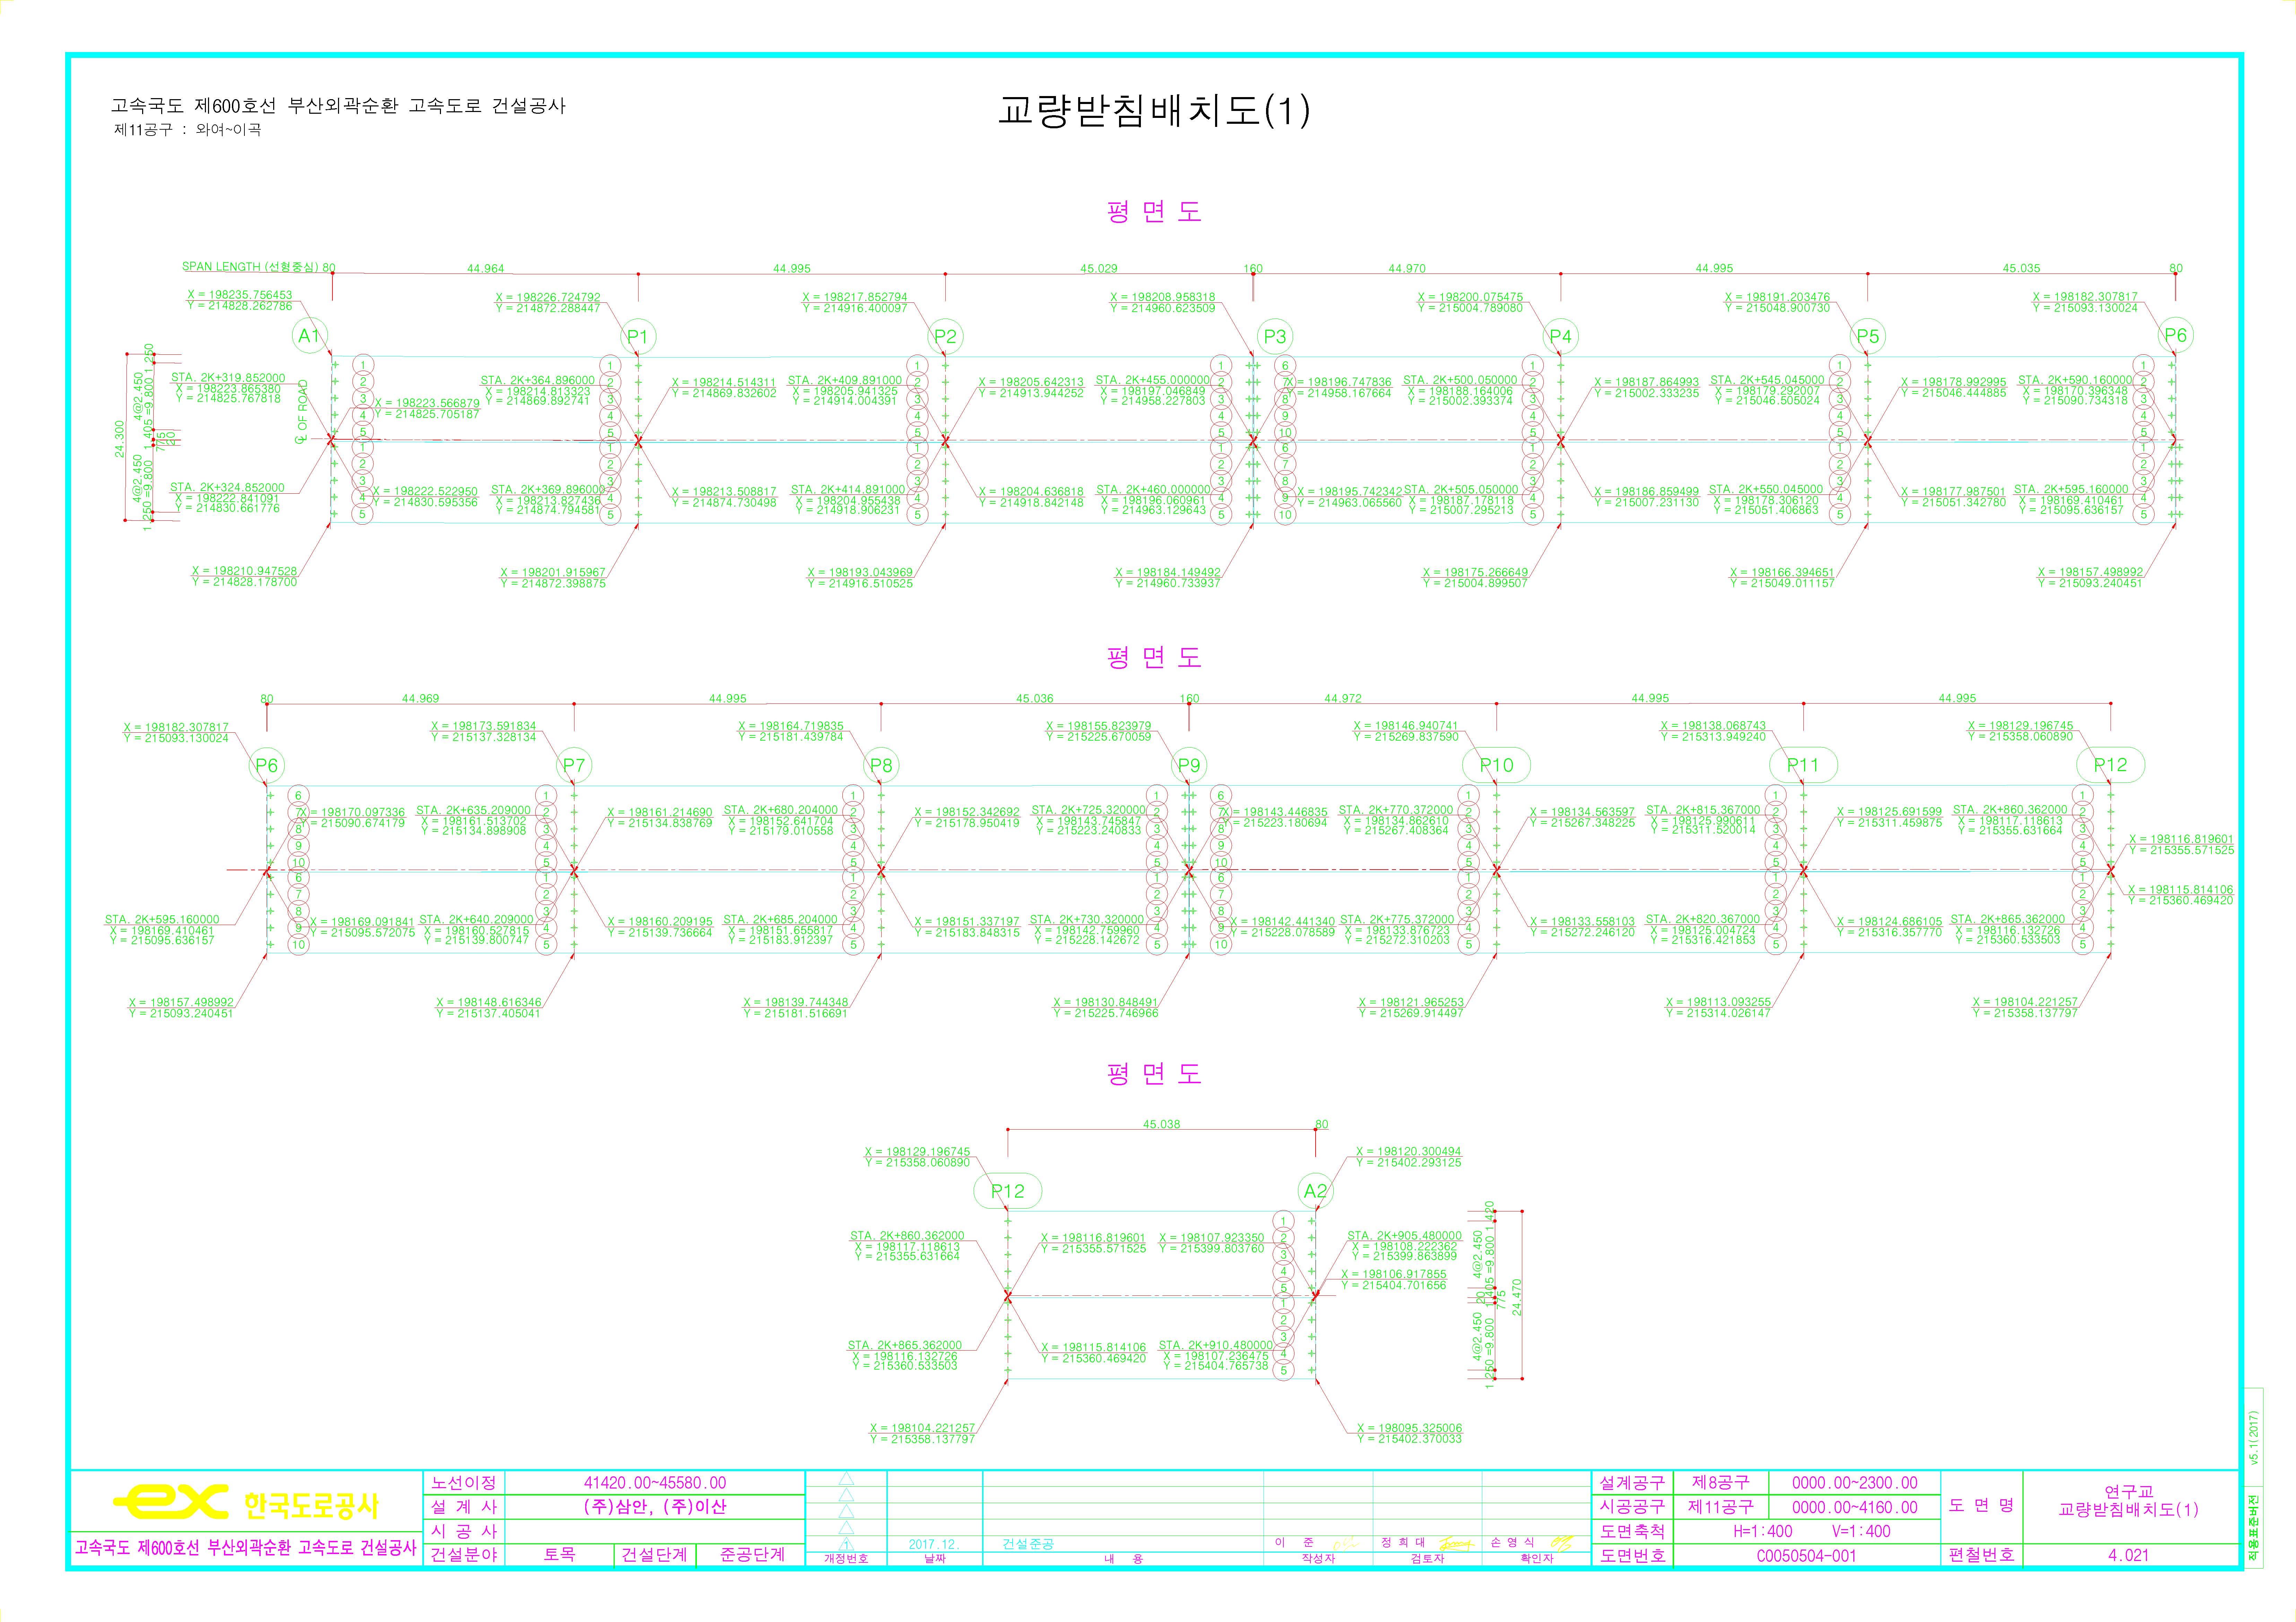 고속국도 제600호선 부산외곽순환 고속도로 건설공사
제11공구 : 와여~이곡
교량받침배치도(1)
평 면 도
SPAN LENGTH (선형중심) 80 44.964 44.995 45.029 160 44.970 44.995 45.035 80
X = 198235.756453
Y = 214828.262786
X = 198226.724792
Y = 214872.288447
X = 198217.852794
Y = 214916.400097
X = 198208.958318
Y = 214960.623509
X = 198200.075475
Y = 215004.789080
X = 198191.203476
Y = 215048.900730
X = 198182.307817
Y = 215093.130024
A1 P1 P2 P3 P4 P5 P6
24.300
1.250
4@2.450
=9.800
1.405
20
775
4@2.450
=9.800
1.250
℄ OF ROAD
STA. 2K+319.852000
X = 198223.865380
Y = 214825.767818
X = 198223.566879
Y = 214825.705187
STA. 2K+364.896000
X = 198214.813323
Y = 214869.892741
X = 198214.514311
Y = 214869.832602
STA. 2K+409.891000
X = 198205.941325
Y = 214914.004391
X = 198205.642313
Y = 214913.944252
STA. 2K+455.000000
X = 198197.046849
Y = 214958.227803
X = 198196.747836
Y = 214958.167664
STA. 2K+500.050000
X = 198188.164006
Y = 215002.393374
X = 198187.864993
Y = 215002.333235
STA. 2K+545.045000
X = 198179.292007
Y = 215046.505024
X = 198178.992995
Y = 215046.444885
STA. 2K+590.160000
X = 198170.396348
Y = 215090.734318
STA. 2K+324.852000
X = 198222.841091
Y = 214830.661776
X = 198222.522950
Y = 214830.595356
STA. 2K+369.896000
X = 198213.827436
Y = 214874.794581
X = 198213.508817
Y = 214874.730498
STA. 2K+414.891000
X = 198204.955438
Y = 214918.906231
X = 198204.636818
Y = 214918.842148
STA. 2K+460.000000
X = 198196.060961
Y = 214963.129643
X = 198195.742342
Y = 214963.065560
STA. 2K+505.050000
X = 198187.178118
Y = 215007.295213
X = 198186.859499
Y = 215007.231130
STA. 2K+550.045000
X = 198178.306120
Y = 215051.406863
X = 198177.987501
Y = 215051.342780
STA. 2K+595.160000
X = 198169.410461
Y = 215095.636157
X = 198210.947528
Y = 214828.178700
X = 198201.915967
Y = 214872.398875
X = 198193.043969
Y = 214916.510525
X = 198184.149492
Y = 214960.733937
X = 198175.266649
Y = 215004.899507
X = 198166.394651
Y = 215049.011157
X = 198157.498992
Y = 215093.240451
평 면 도
80 44.969 44.995 45.036 160 44.972 44.995 44.995
X = 198182.307817
Y = 215093.130024
X = 198173.591834
Y = 215137.328134
X = 198164.719835
Y = 215181.439784
X = 198155.823979
Y = 215225.670059
X = 198146.940741
Y = 215269.837590
X = 198138.068743
Y = 215313.949240
X = 198129.196745
Y = 215358.060890
P6 P7 P8 P9 P10 P11 P12
X = 198170.097336
Y = 215090.674179
STA. 2K+635.209000
X = 198161.513702
Y = 215134.898908
X = 198161.214690
Y = 215134.838769
STA. 2K+680.204000
X = 198152.641704
Y = 215179.010558
X = 198152.342692
Y = 215178.950419
STA. 2K+725.320000
X = 198143.745847
Y = 215223.240833
X = 198143.446835
Y = 215223.180694
STA. 2K+770.372000
X = 198134.862610
Y = 215267.408364
X = 198134.563597
Y = 215267.348225
STA. 2K+815.367000
X = 198125.990611
Y = 215311.520014
X = 198125.691599
Y = 215311.459875
STA. 2K+860.362000
X = 198117.118613
Y = 215355.631664
X = 198116.819601
Y = 215355.571525
X = 198115.814106
Y = 215360.469420
STA. 2K+595.160000
X = 198169.410461
Y = 215095.636157
X = 198169.091841
Y = 215095.572075
STA. 2K+640.209000
X = 198160.527815
Y = 215139.800747
X = 198160.209195
Y = 215139.736664
STA. 2K+685.204000
X = 198151.655817
Y = 215183.912397
X = 198151.337197
Y = 215183.848315
STA. 2K+730.320000
X = 198142.759960
Y = 215228.142672
X = 198142.441340
Y = 215228.078589
STA. 2K+775.372000
X = 198133.876723
Y = 215272.310203
X = 198133.558103
Y = 215272.246120
STA. 2K+820.367000
X = 198125.004724
Y = 215316.421853
X = 198124.686105
Y = 215316.357770
STA. 2K+865.362000
X = 198116.132726
Y = 215360.533503
X = 198157.498992
Y = 215093.240451
X = 198148.616346
Y = 215137.405041
X = 198139.744348
Y = 215181.516691
X = 198130.848491
Y = 215225.746966
X = 198121.965253
Y = 215269.914497
X = 198113.093255
Y = 215314.026147
X = 198104.221257
Y = 215358.137797
평 면 도
45.038 80
X = 198129.196745
Y = 215358.060890
X = 198120.300494
Y = 215402.293125
P12 A2
STA. 2K+860.362000
X = 198117.118613
Y = 215355.631664
X = 198116.819601
Y = 215355.571525
X = 198107.923350
Y = 215399.803760
STA. 2K+905.480000
X = 198108.222362
Y = 215399.863899
X = 198106.917855
Y = 215404.701656
STA. 2K+865.362000
X = 198116.132726
Y = 215360.533503
X = 198115.814106
Y = 215360.469420
STA. 2K+910.480000
X = 198107.236475
Y = 215404.765738
1.420
4@2.450
=9.800
1.405
20
775
4@2.450
=9.800
1.250
24.470
X = 198104.221257
Y = 215358.137797
X = 198095.325006
Y = 215402.370033
v5.1(2017)
적용표준버전
ex 한국도로공사
고속국도 제600호선 부산외곽순환 고속도로 건설공사
노선이정 41420.00~45580.00
설 계 사 (주)삼안, (주)이산
시 공 사
건설분야 토목 건설단계 준공단계
1 2017.12. 건설준공 이 준 정 희 대 손 영 식
개정번호 날짜 내 용 작성자 검토자 확인자
설계공구 제8공구 0000.00~2300.00
시공공구 제11공구 0000.00~4160.00
도면축척 H=1:400 V=1:400
도면번호 C0050504-001
도 면 명 연구교
교량받침배치도(1)
편철번호 4.021